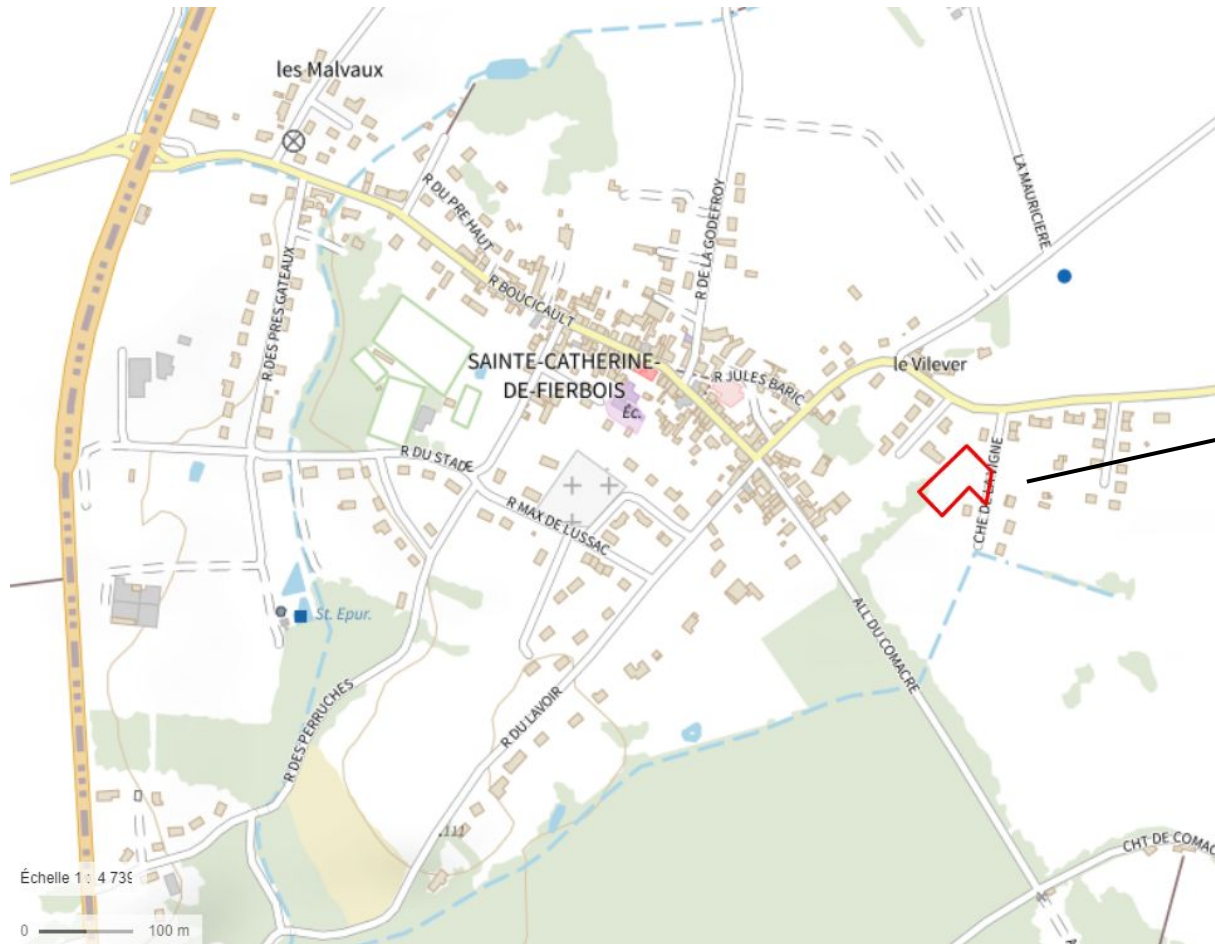 les Malvaux
R DU PRE HAUT
R DE LA GODEFROY
LA MAURICIERE
R DES PRES GATEAUX
R BOUCICAULT
SAINTE-CATHERINE-
DE-FIERBOIS
le Vilever
R JULES BARIC
Éc.
R DU STADE
CHE DE LA VIGNE
R MAX DE LUSSAC
St. Epur.
ALL DU COMACRE
R DES PERRUCHES
R DU LAVOIR
CHT DE COMAC
Échelle 1 : 4 739
0 100 m